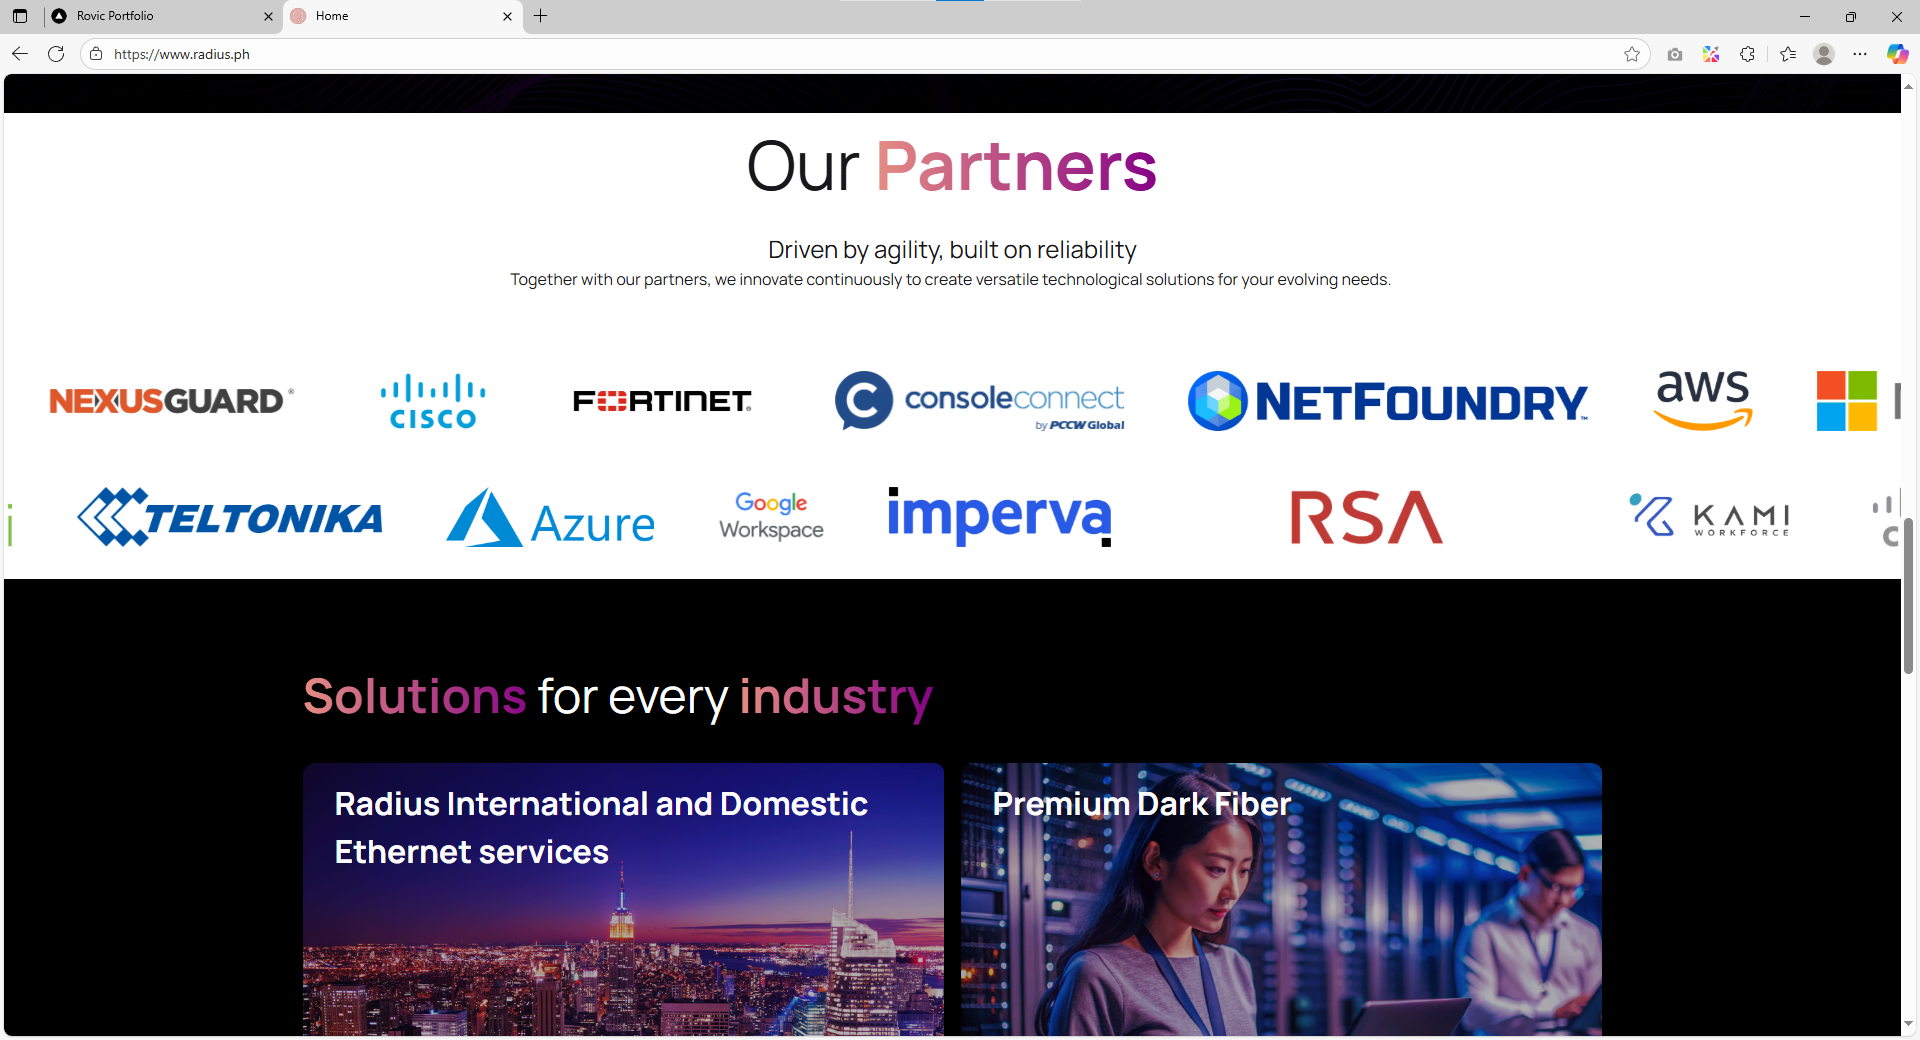 Rovic Portfolio
Home
https://www.radius.ph
Our Partners
Driven by agility, built on reliability
Together with our partners, we innovate continuously to create versatile technological solutions for your evolving needs.
NEXUSGUARD®
CISCO
FORTINET®
consoleconnect
by PCCW Global
NETFOUNDRY™
aws
TELTONIKA
Azure
Google
Workspace
imperva
RSA
KAMI
WORKFORCE
Solutions for every industry
Radius International and Domestic
Ethernet services
Premium Dark Fiber